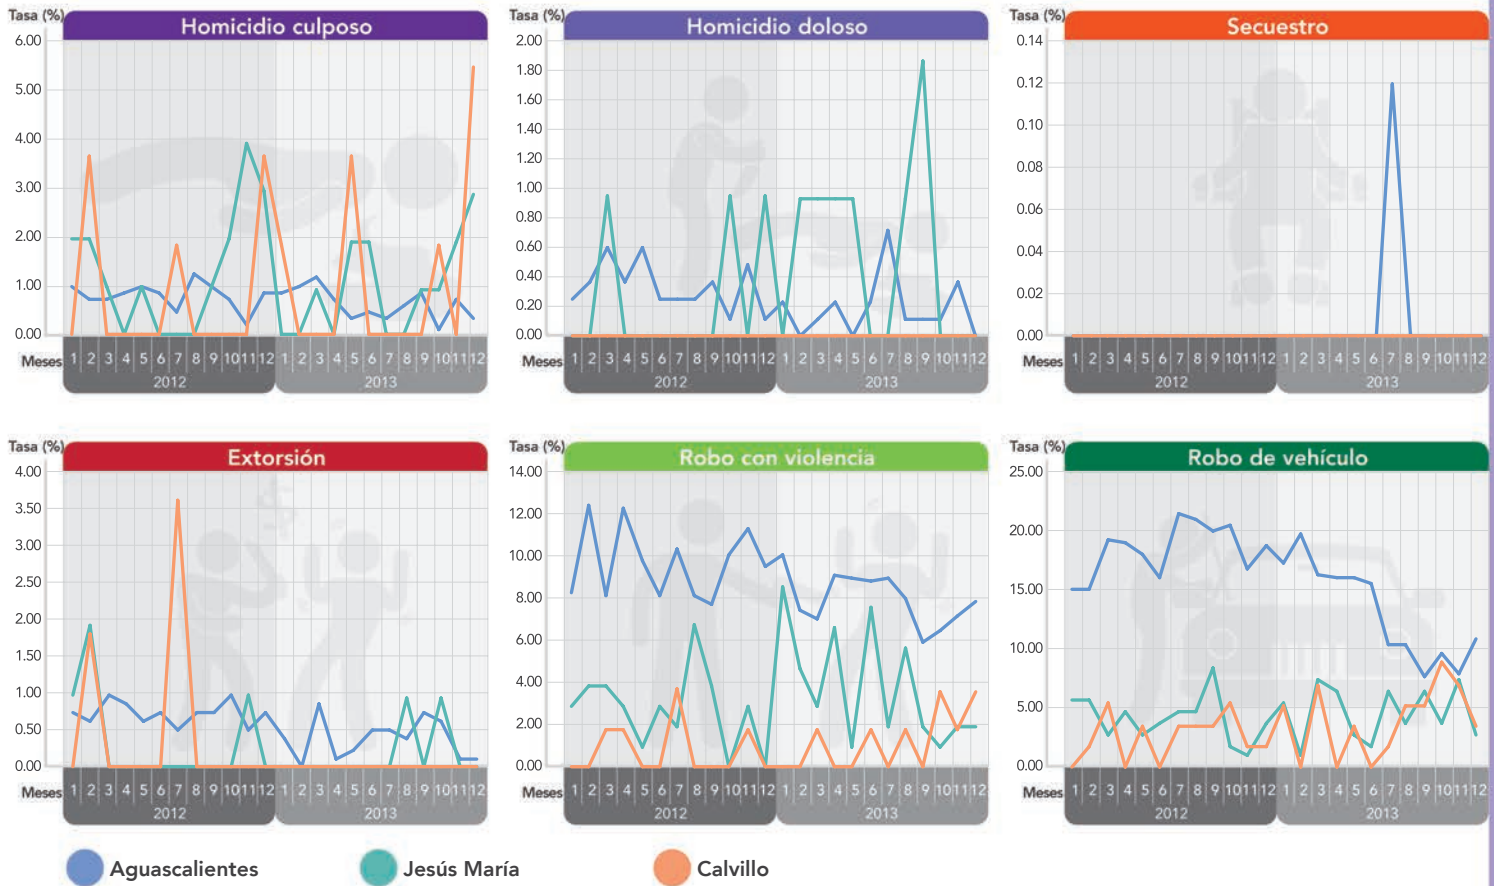 Tasa (%)
Homicidio culposo
6.00
5.00
4.00
3.00
2.00
1.00
0.00
Meses
1 2 3 4 5 6 7 8 9 10 11 12 1 2 3 4 5 6 7 8 9 10 11 12
2012 2013
Tasa (%)
Homicidio doloso
2.00
1.80
1.60
1.40
1.20
1.00
0.80
0.60
0.40
0.20
0.00
Meses
1 2 3 4 5 6 7 8 9 10 11 12 1 2 3 4 5 6 7 8 9 10 11 12
2012 2013
Tasa (%)
Secuestro
0.14
0.12
0.10
0.08
0.06
0.04
0.02
0.00
Meses
1 2 3 4 5 6 7 8 9 10 11 12 1 2 3 4 5 6 7 8 9 10 11 12
2012 2013
Tasa (%)
Extorsión
4.00
3.50
3.00
2.50
2.00
1.50
1.00
0.50
0.00
Meses
1 2 3 4 5 6 7 8 9 10 11 12 1 2 3 4 5 6 7 8 9 10 11 12
2012 2013
Tasa (%)
Robo con violencia
14.00
12.00
10.00
8.00
6.00
4.00
2.00
0.00
Meses
1 2 3 4 5 6 7 8 9 10 11 12 1 2 3 4 5 6 7 8 9 10 11 12
2012 2013
Tasa (%)
Robo de vehículo
25.00
20.00
15.00
10.00
5.00
0.00
Meses
1 2 3 4 5 6 7 8 9 10 11 12 1 2 3 4 5 6 7 8 9 10 11 12
2012 2013
Aguascalientes Jesús María Calvillo